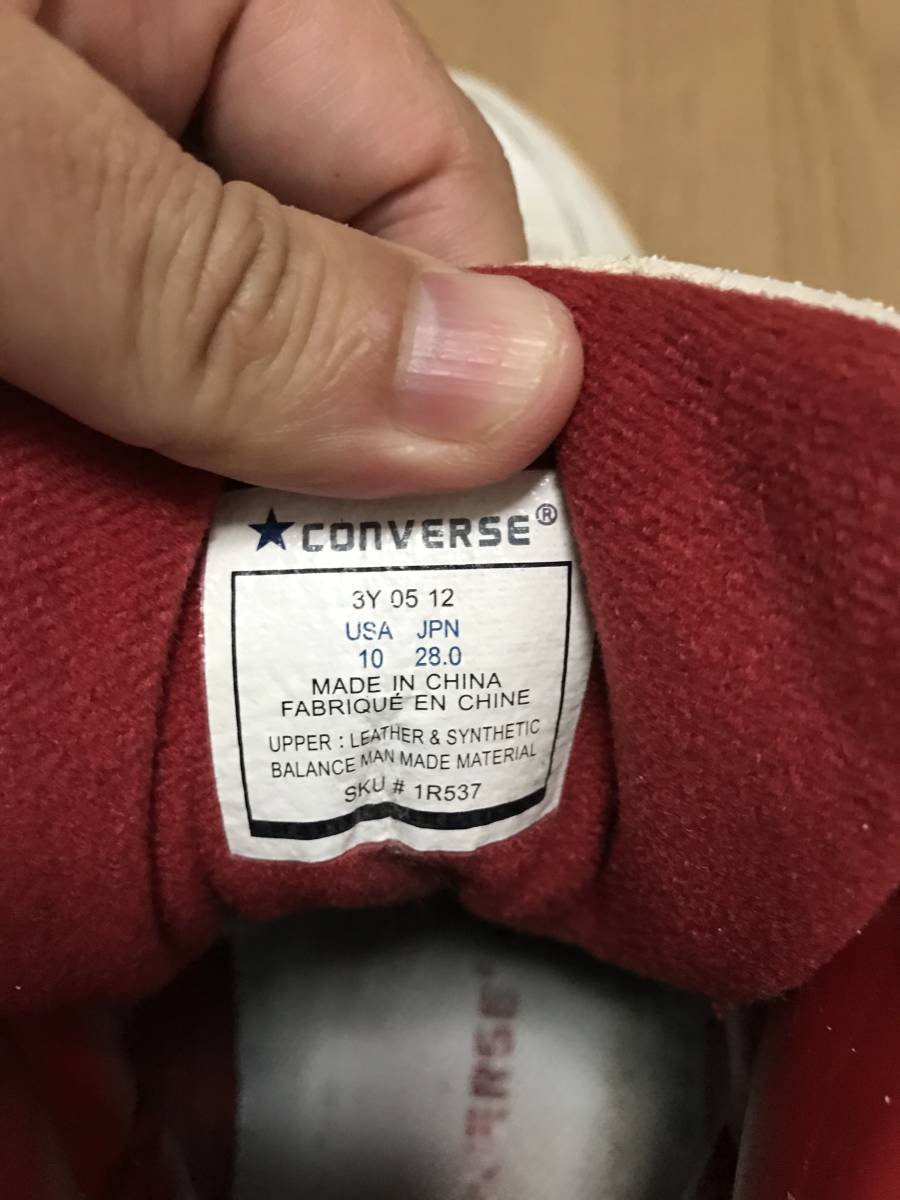 ★CONVERSE®
3Y 05 12
USA JPN
10 28.0
MADE IN CHINA
FABRIQUÉ EN CHINE
UPPER : LEATHER & SYNTHETIC
BALANCE MAN MADE MATERIAL
SKU # 1R537